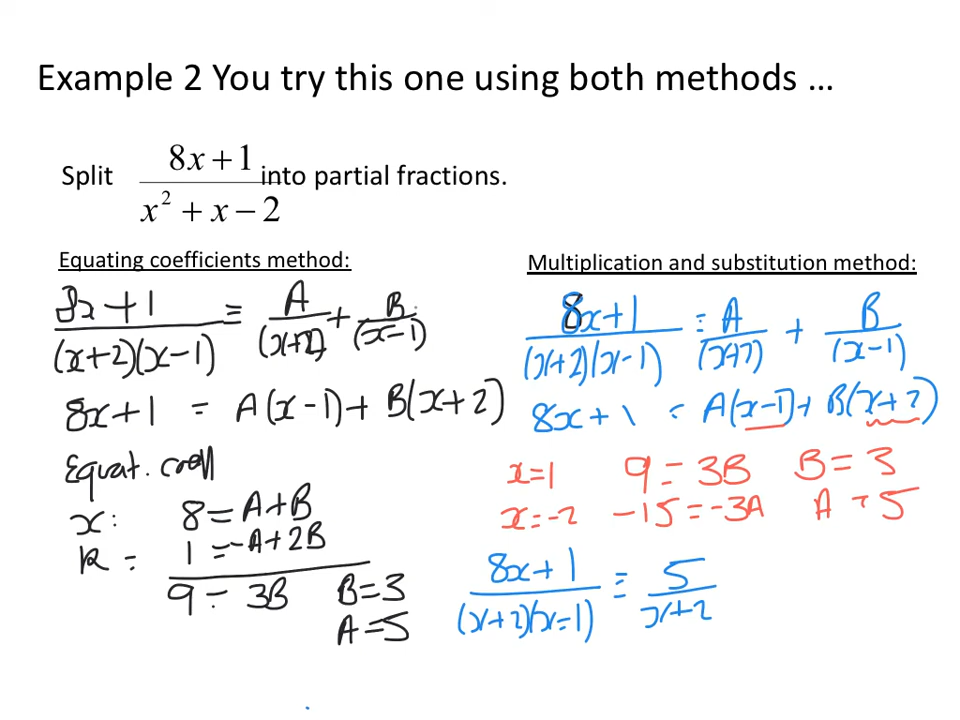 Example 2 You try this one using both methods ...
Split (8x + 1)/(x² + x − 2) into partial fractions.
Equating coefficients method:
(8x + 1)/((x+2)(x−1)) ≡ A/(x+2) + B/(x−1)
8x+1 = A(x−1) + B(x+2)
Equat. coeff
x: 8 = A+B
k = 1 = −A+2B
9 = 3B B=3
A=5
Multiplication and substitution method:
(8x+1)/((x+2)(x−1)) = A/(x+2) + B/(x−1)
8x+1 = A(x−1) + B(x+2)
x=1 9 = 3B B = 3
x=−2 −15 = −3A A = 5
(8x+1)/((x+2)(x−1)) ≡ 5/(x+2)